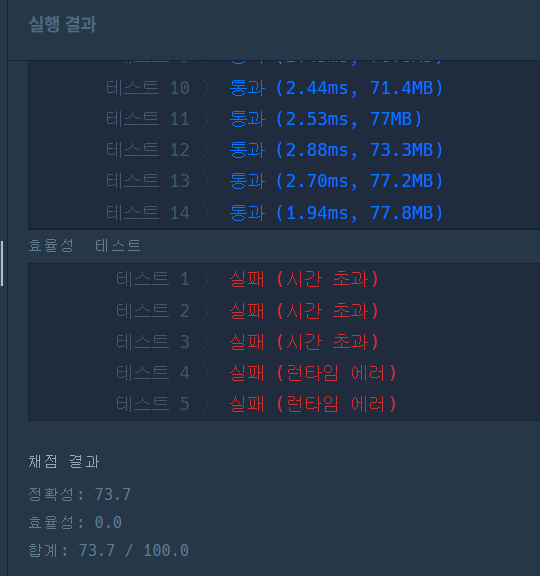 실행 결과
테스트 10 〉 통과 (2.44ms, 71.4MB)
테스트 11 〉 통과 (2.53ms, 77MB)
테스트 12 〉 통과 (2.88ms, 73.3MB)
테스트 13 〉 통과 (2.70ms, 77.2MB)
테스트 14 〉 통과 (1.94ms, 77.8MB)
효율성 테스트
테스트 1 〉 실패 (시간 초과)
테스트 2 〉 실패 (시간 초과)
테스트 3 〉 실패 (시간 초과)
테스트 4 〉 실패 (런타임 에러)
테스트 5 〉 실패 (런타임 에러)
채점 결과
정확성: 73.7
효율성: 0.0
합계: 73.7 / 100.0